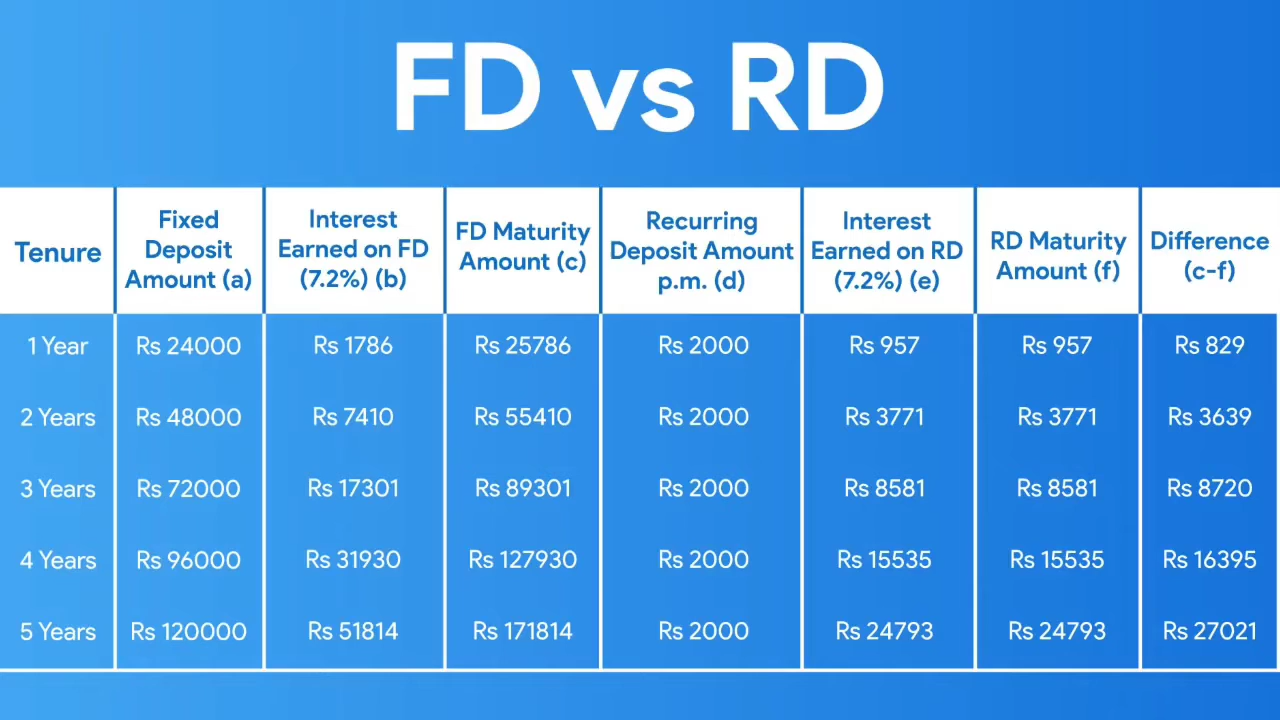 FD vs RD
Tenure
Fixed
Deposit
Amount (a)
Interest
Earned on FD
(7.2%) (b)
FD Maturity
Amount (c)
Recurring
Deposit Amount
p.m. (d)
Interest
Earned on RD
(7.2%) (e)
RD Maturity
Amount (f)
Difference
(c-f)
1 Year Rs 24000 Rs 1786 Rs 25786 Rs 2000 Rs 957 Rs 957 Rs 829
2 Years Rs 48000 Rs 7410 Rs 55410 Rs 2000 Rs 3771 Rs 3771 Rs 3639
3 Years Rs 72000 Rs 17301 Rs 89301 Rs 2000 Rs 8581 Rs 8581 Rs 8720
4 Years Rs 96000 Rs 31930 Rs 127930 Rs 2000 Rs 15535 Rs 15535 Rs 16395
5 Years Rs 120000 Rs 51814 Rs 171814 Rs 2000 Rs 24793 Rs 24793 Rs 27021